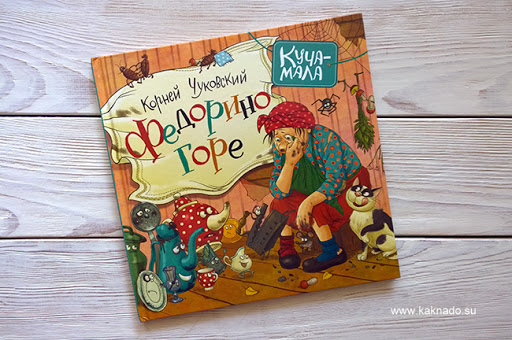 КУЧА-
МАЛА
Корней Чуковский
Федорино
горе
www.kaknado.su